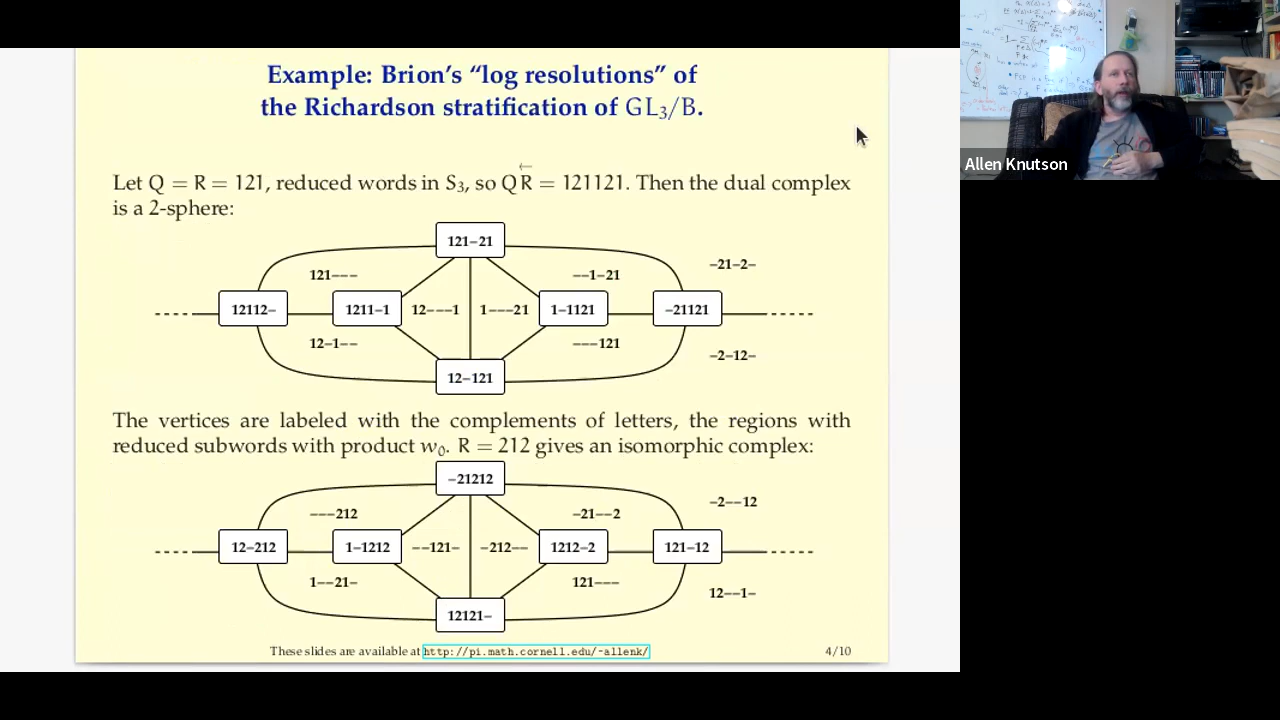 Example: Brion's “log resolutions” of
the Richardson stratification of GL₃/B.
Let Q = R = 121, reduced words in S₃, so QR⃖ = 121121. Then the dual complex
is a 2-sphere:
121–21
121––– ––1–21 –21–2–
12112– 1211–1 12–––1 1–––21 1–1121 –21121
12–1–– –––121 –2–12–
12–121
The vertices are labeled with the complements of letters, the regions with
reduced subwords with product w₀. R = 212 gives an isomorphic complex:
–21212
–––212 –21––2 –2––12
12–212 1–1212 ––121– –212–– 1212–2 121–12
1––21– 121––– 12––1–
12121–
These slides are available at http://pi.math.cornell.edu/~allenk/ 4/10
Allen Knutson